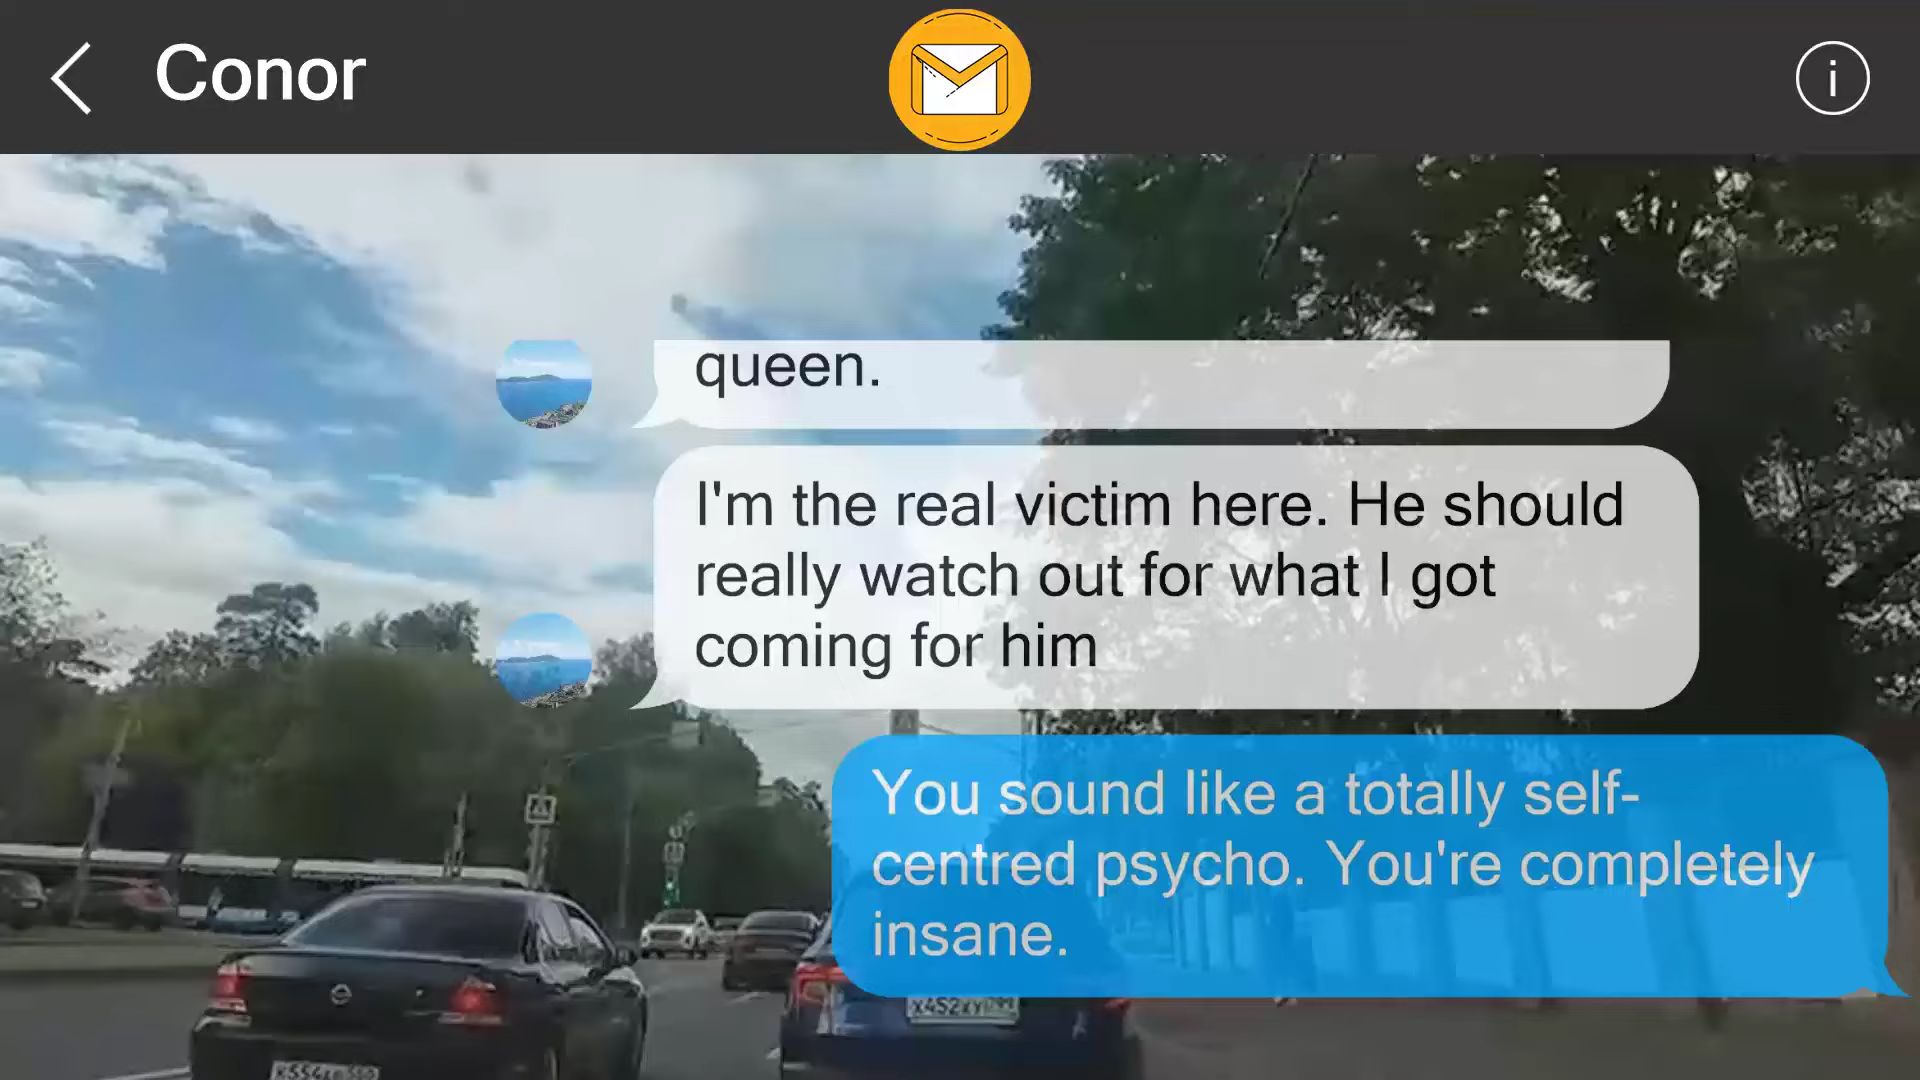 Conor
i
queen.
I'm the real victim here. He should
really watch out for what I got
coming for him
You sound like a totally self-
centred psycho. You're completely
insane.